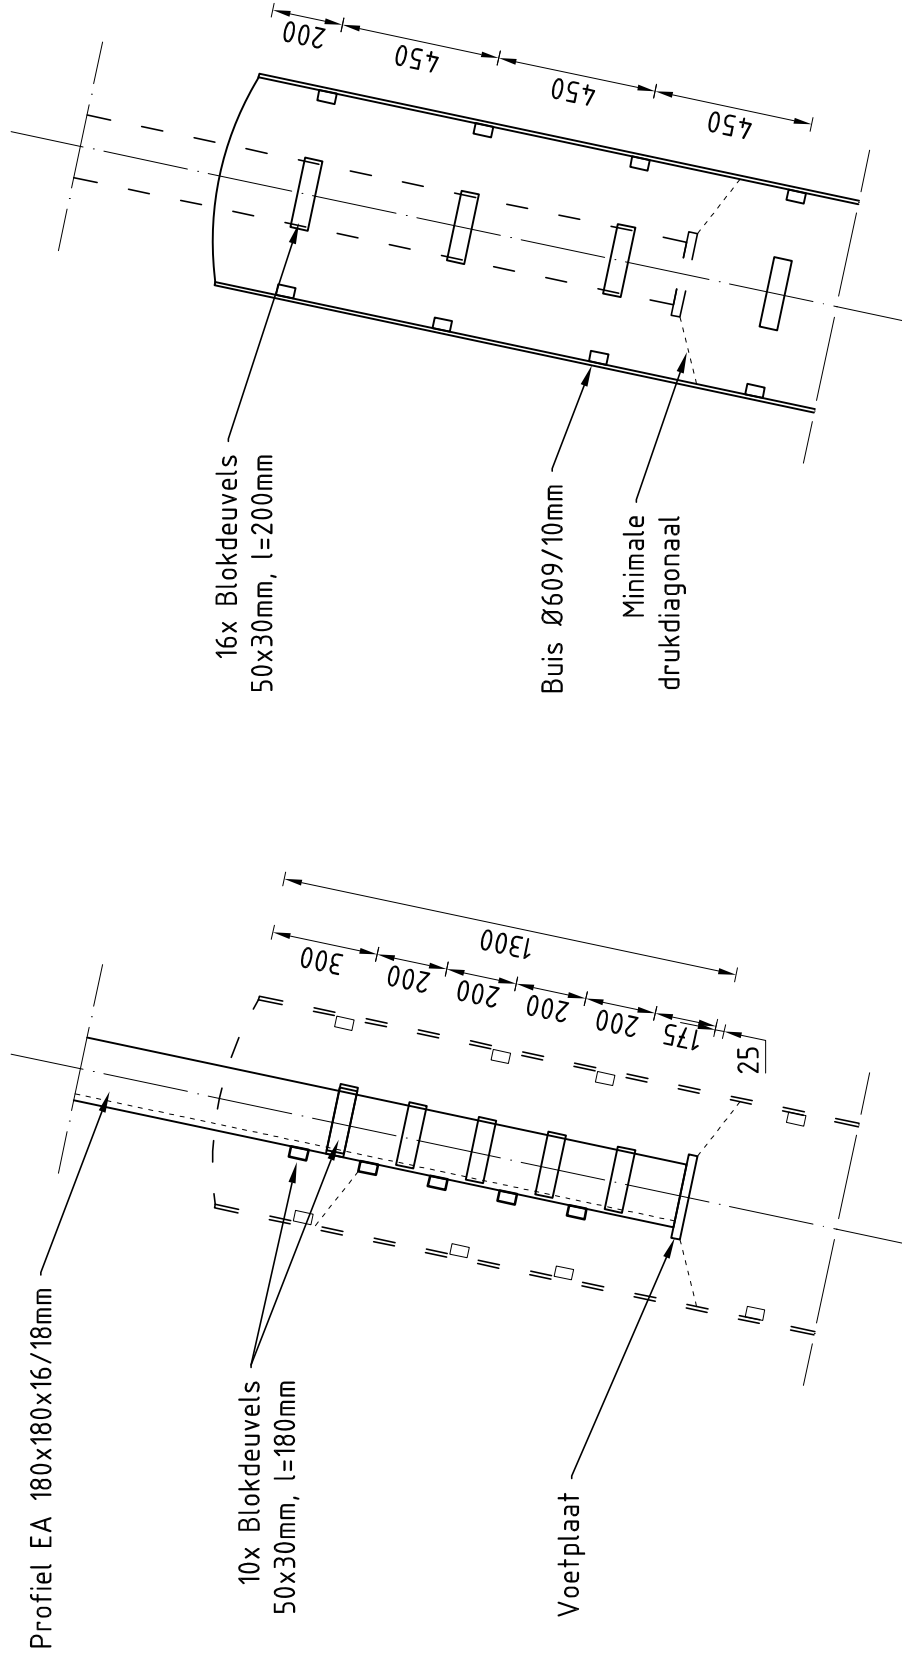 Profiel EA 180x180x16/18mm
10x Blokdeuvels
50x30mm, l=180mm
Voetplaat
300
200
200
200
200
175
25
1300
16x Blokdeuvels
50x30mm, l=200mm
Buis Ø609/10mm
Minimale
drukdiagonaal
200
450
450
450